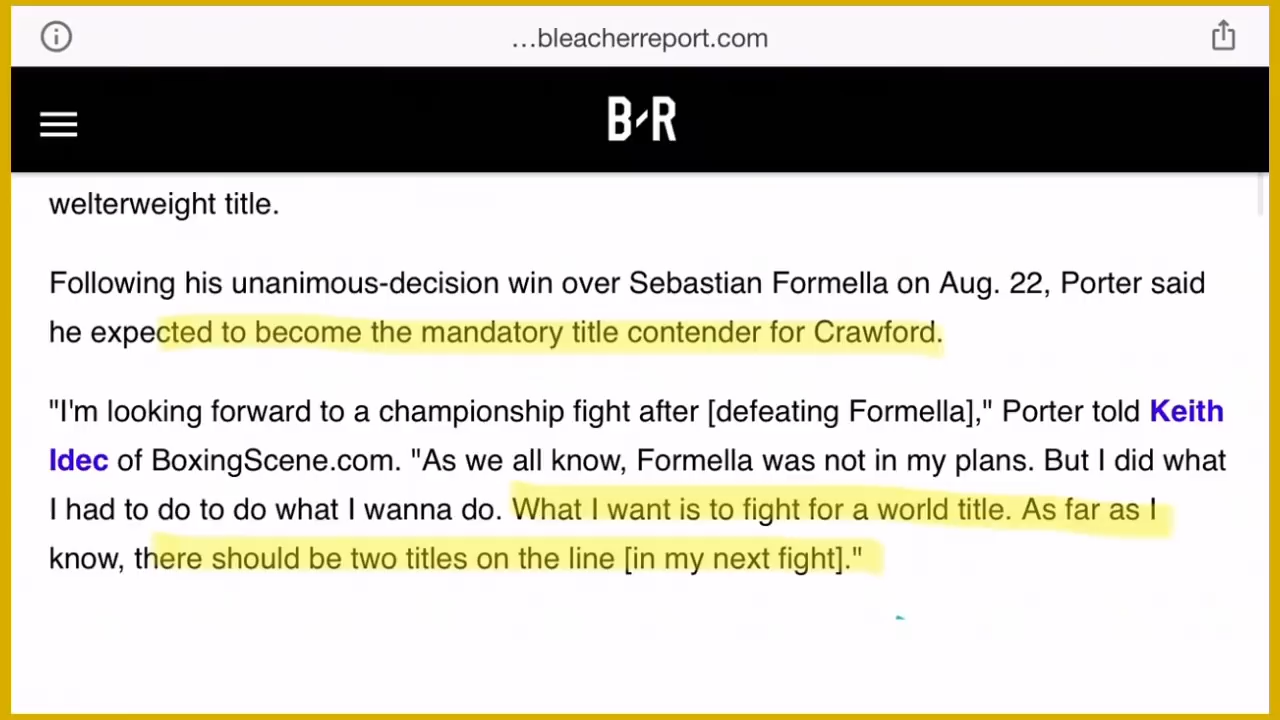 ...bleacherreport.com
B/R
welterweight title.
Following his unanimous-decision win over Sebastian Formella on Aug. 22, Porter said
he expected to become the mandatory title contender for Crawford.
"I'm looking forward to a championship fight after [defeating Formella]," Porter told Keith
Idec of BoxingScene.com. "As we all know, Formella was not in my plans. But I did what
I had to do to do what I wanna do. What I want is to fight for a world title. As far as I
know, there should be two titles on the line [in my next fight]."